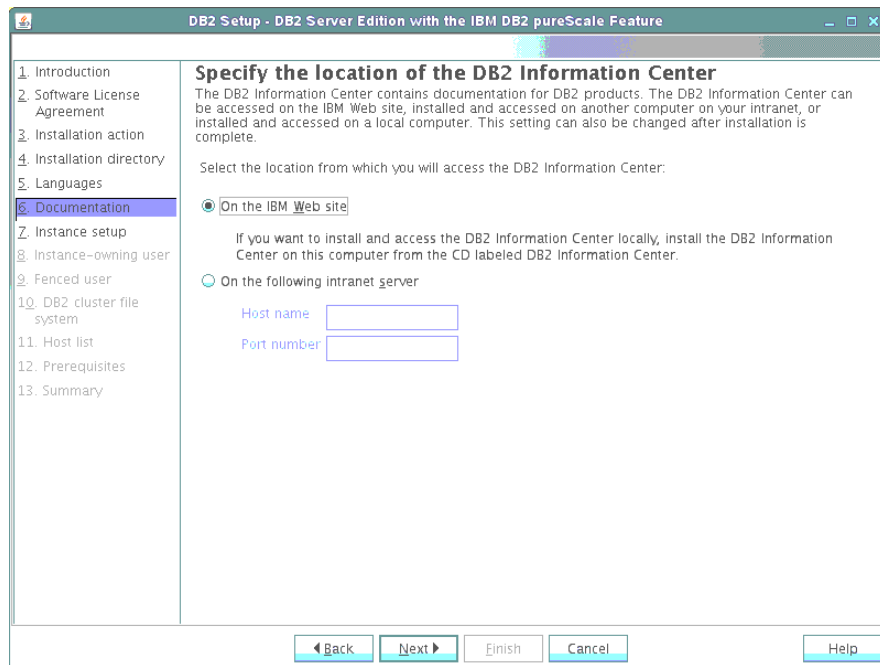 DB2 Setup - DB2 Server Edition with the IBM DB2 pureScale Feature
1. Introduction
2. Software License
Agreement
3. Installation action
4. Installation directory
5. Languages
6. Documentation
7. Instance setup
8. Instance-owning user
9. Fenced user
10. DB2 cluster file
system
11. Host list
12. Prerequisites
13. Summary
Specify the location of the DB2 Information Center
The DB2 Information Center contains documentation for DB2 products. The DB2 Information Center can
be accessed on the IBM Web site, installed and accessed on another computer on your intranet, or
installed and accessed on a local computer. This setting can also be changed after installation is
complete.
Select the location from which you will access the DB2 Information Center:
On the IBM Web site
If you want to install and access the DB2 Information Center locally, install the DB2 Information
Center on this computer from the CD labeled DB2 Information Center.
On the following intranet server
Host name
Port number
Back
Next
Finish
Cancel
Help